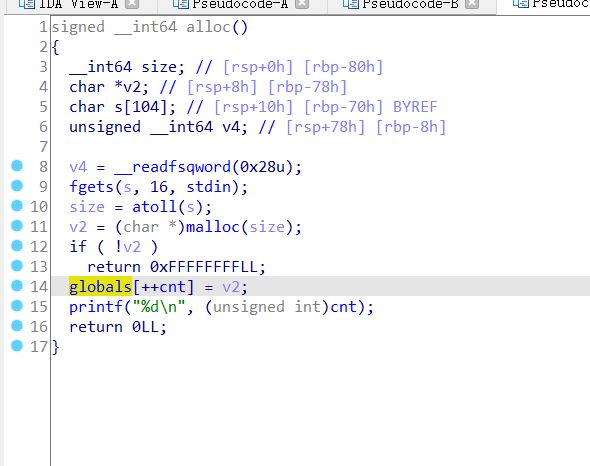 IDA View-A Pseudocode-A Pseudocode-B Pseudoc
1 signed __int64 alloc()
2 {
3 __int64 size; // [rsp+0h] [rbp-80h]
4 char *v2; // [rsp+8h] [rbp-78h]
5 char s[104]; // [rsp+10h] [rbp-70h] BYREF
6 unsigned __int64 v4; // [rsp+78h] [rbp-8h]
7
8 v4 = __readfsqword(0x28u);
9 fgets(s, 16, stdin);
10 size = atoll(s);
11 v2 = (char *)malloc(size);
12 if ( !v2 )
13 return 0xFFFFFFFFLL;
14 globals[++cnt] = v2;
15 printf("%d\n", (unsigned int)cnt);
16 return 0LL;
17 }